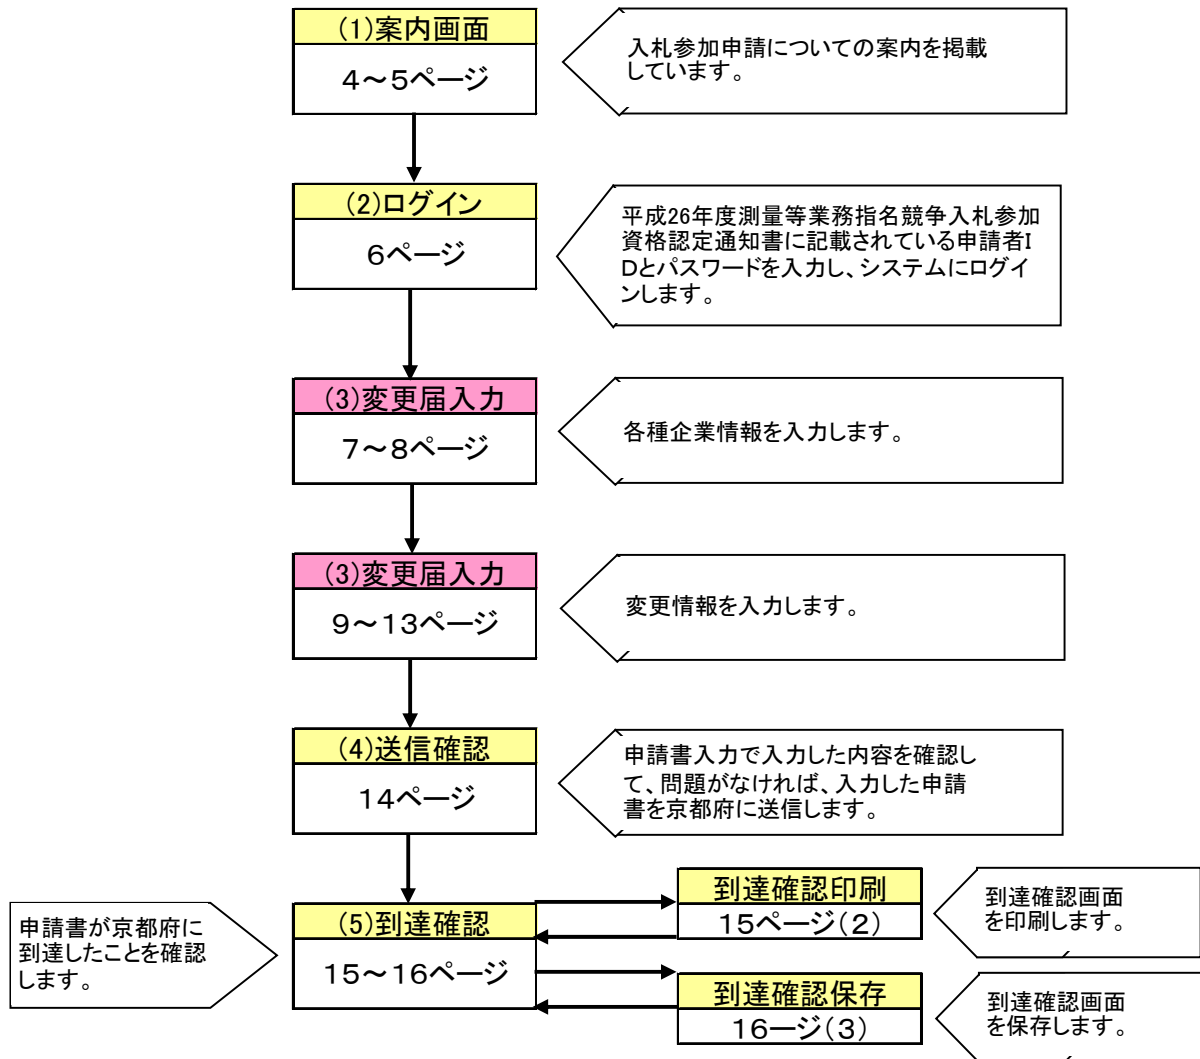 (1)案内画面
4～5ページ
入札参加申請についての案内を掲載
しています。
(2)ログイン
6ページ
平成26年度測量等業務指名競争入札参加
資格認定通知書に記載されている申請者I
Dとパスワードを入力し、システムにログイ
ンします。
(3)変更届入力
7～8ページ
各種企業情報を入力します。
(3)変更届入力
9～13ページ
変更情報を入力します。
(4)送信確認
14ページ
申請書入力で入力した内容を確認し
て、問題がなければ、入力した申請
書を京都府に送信します。
申請書が京都府に
到達したことを確認
します。
(5)到達確認
15～16ページ
到達確認印刷
15ページ(2)
到達確認画面
を印刷します。
到達確認保存
16ージ(3)
到達確認画面
を保存します。